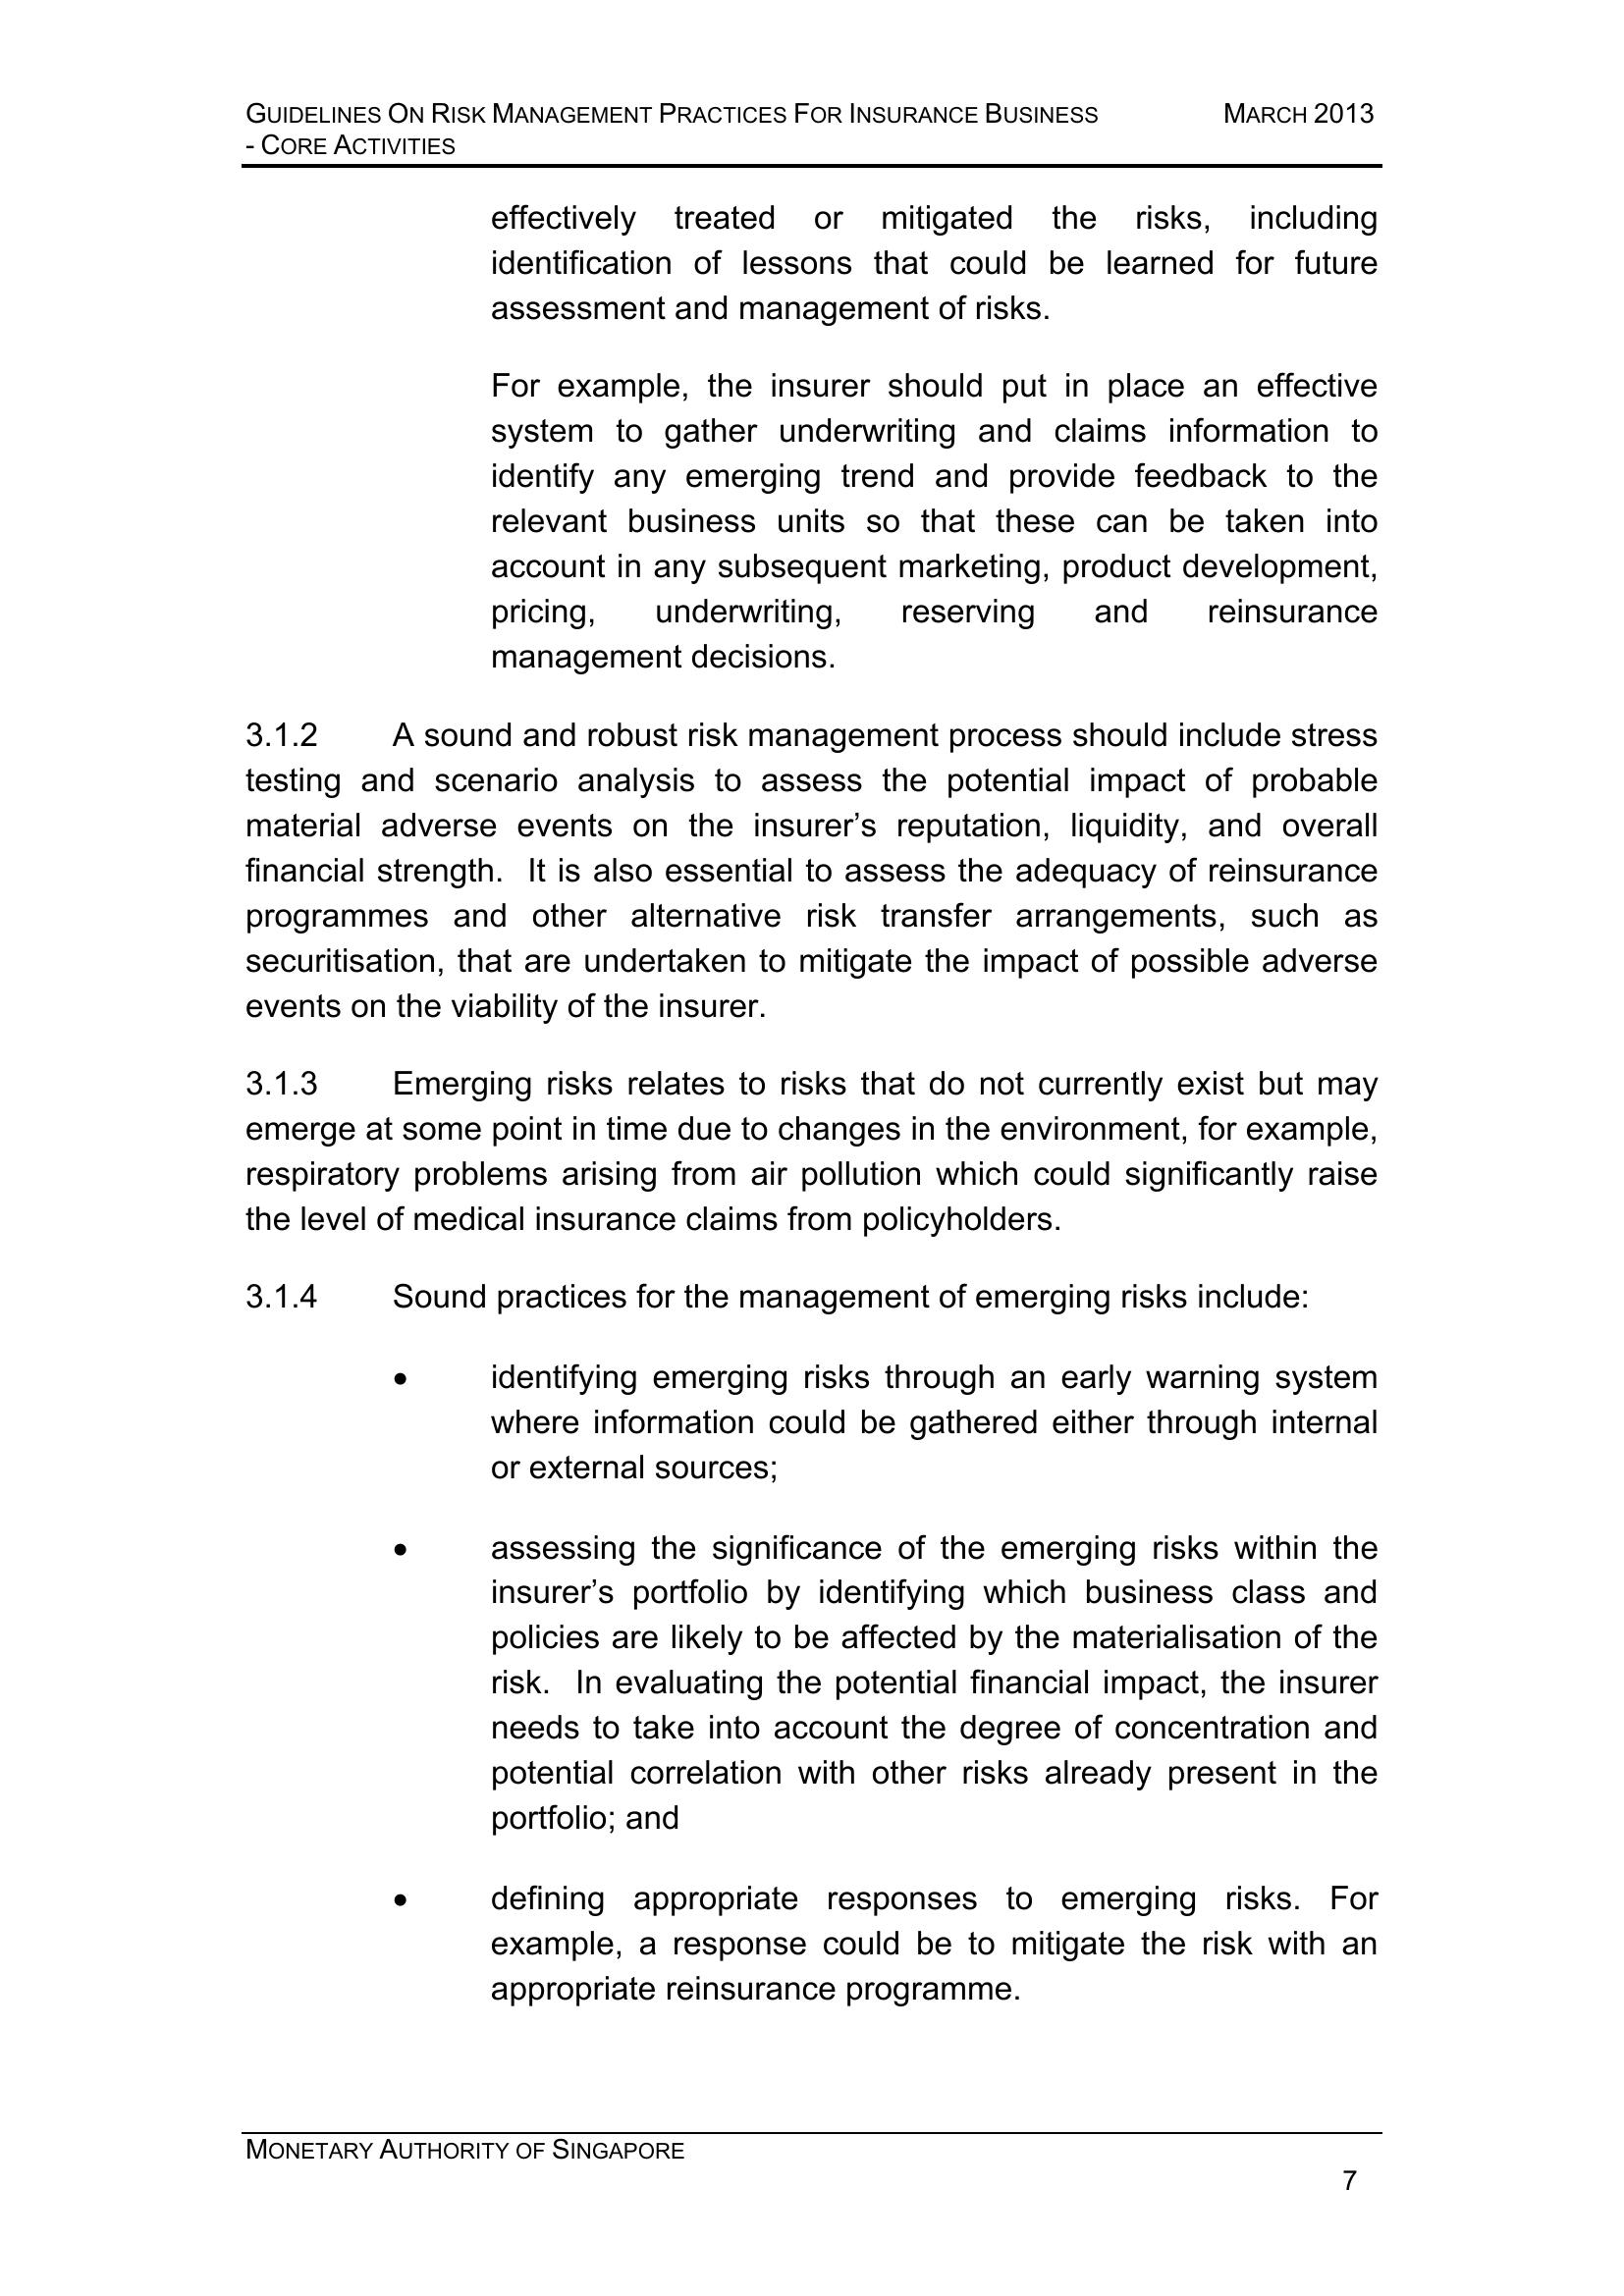 GUIDELINES ON RISK MANAGEMENT PRACTICES FOR INSURANCE BUSINESS MARCH 2013
- CORE ACTIVITIES
effectively treated or mitigated the risks, including
identification of lessons that could be learned for future
assessment and management of risks.
For example, the insurer should put in place an effective
system to gather underwriting and claims information to
identify any emerging trend and provide feedback to the
relevant business units so that these can be taken into
account in any subsequent marketing, product development,
pricing, underwriting, reserving and reinsurance
management decisions.
3.1.2 A sound and robust risk management process should include stress
testing and scenario analysis to assess the potential impact of probable
material adverse events on the insurer’s reputation, liquidity, and overall
financial strength. It is also essential to assess the adequacy of reinsurance
programmes and other alternative risk transfer arrangements, such as
securitisation, that are undertaken to mitigate the impact of possible adverse
events on the viability of the insurer.
3.1.3 Emerging risks relates to risks that do not currently exist but may
emerge at some point in time due to changes in the environment, for example,
respiratory problems arising from air pollution which could significantly raise
the level of medical insurance claims from policyholders.
3.1.4 Sound practices for the management of emerging risks include:
• identifying emerging risks through an early warning system
where information could be gathered either through internal
or external sources;
• assessing the significance of the emerging risks within the
insurer’s portfolio by identifying which business class and
policies are likely to be affected by the materialisation of the
risk. In evaluating the potential financial impact, the insurer
needs to take into account the degree of concentration and
potential correlation with other risks already present in the
portfolio; and
• defining appropriate responses to emerging risks. For
example, a response could be to mitigate the risk with an
appropriate reinsurance programme.
MONETARY AUTHORITY OF SINGAPORE
7